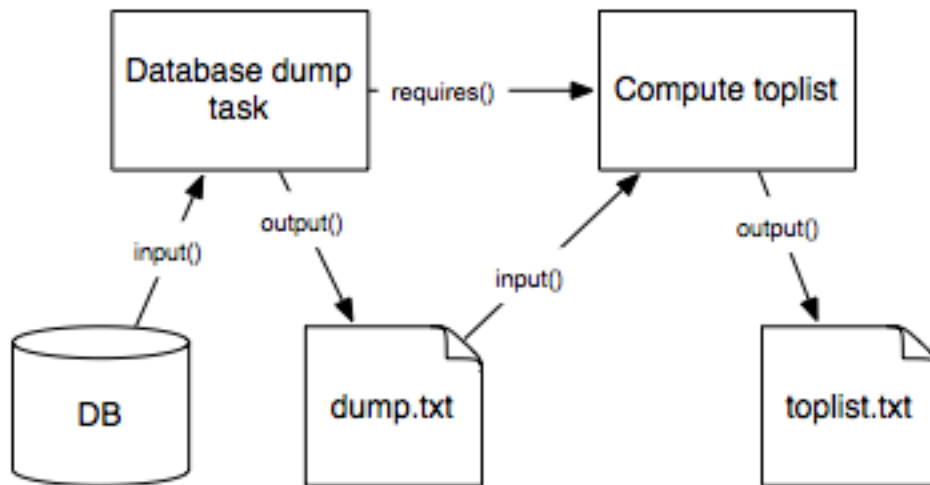 Database dump
task
requires()
Compute toplist
input()
output()
input()
output()
DB
dump.txt
toplist.txt